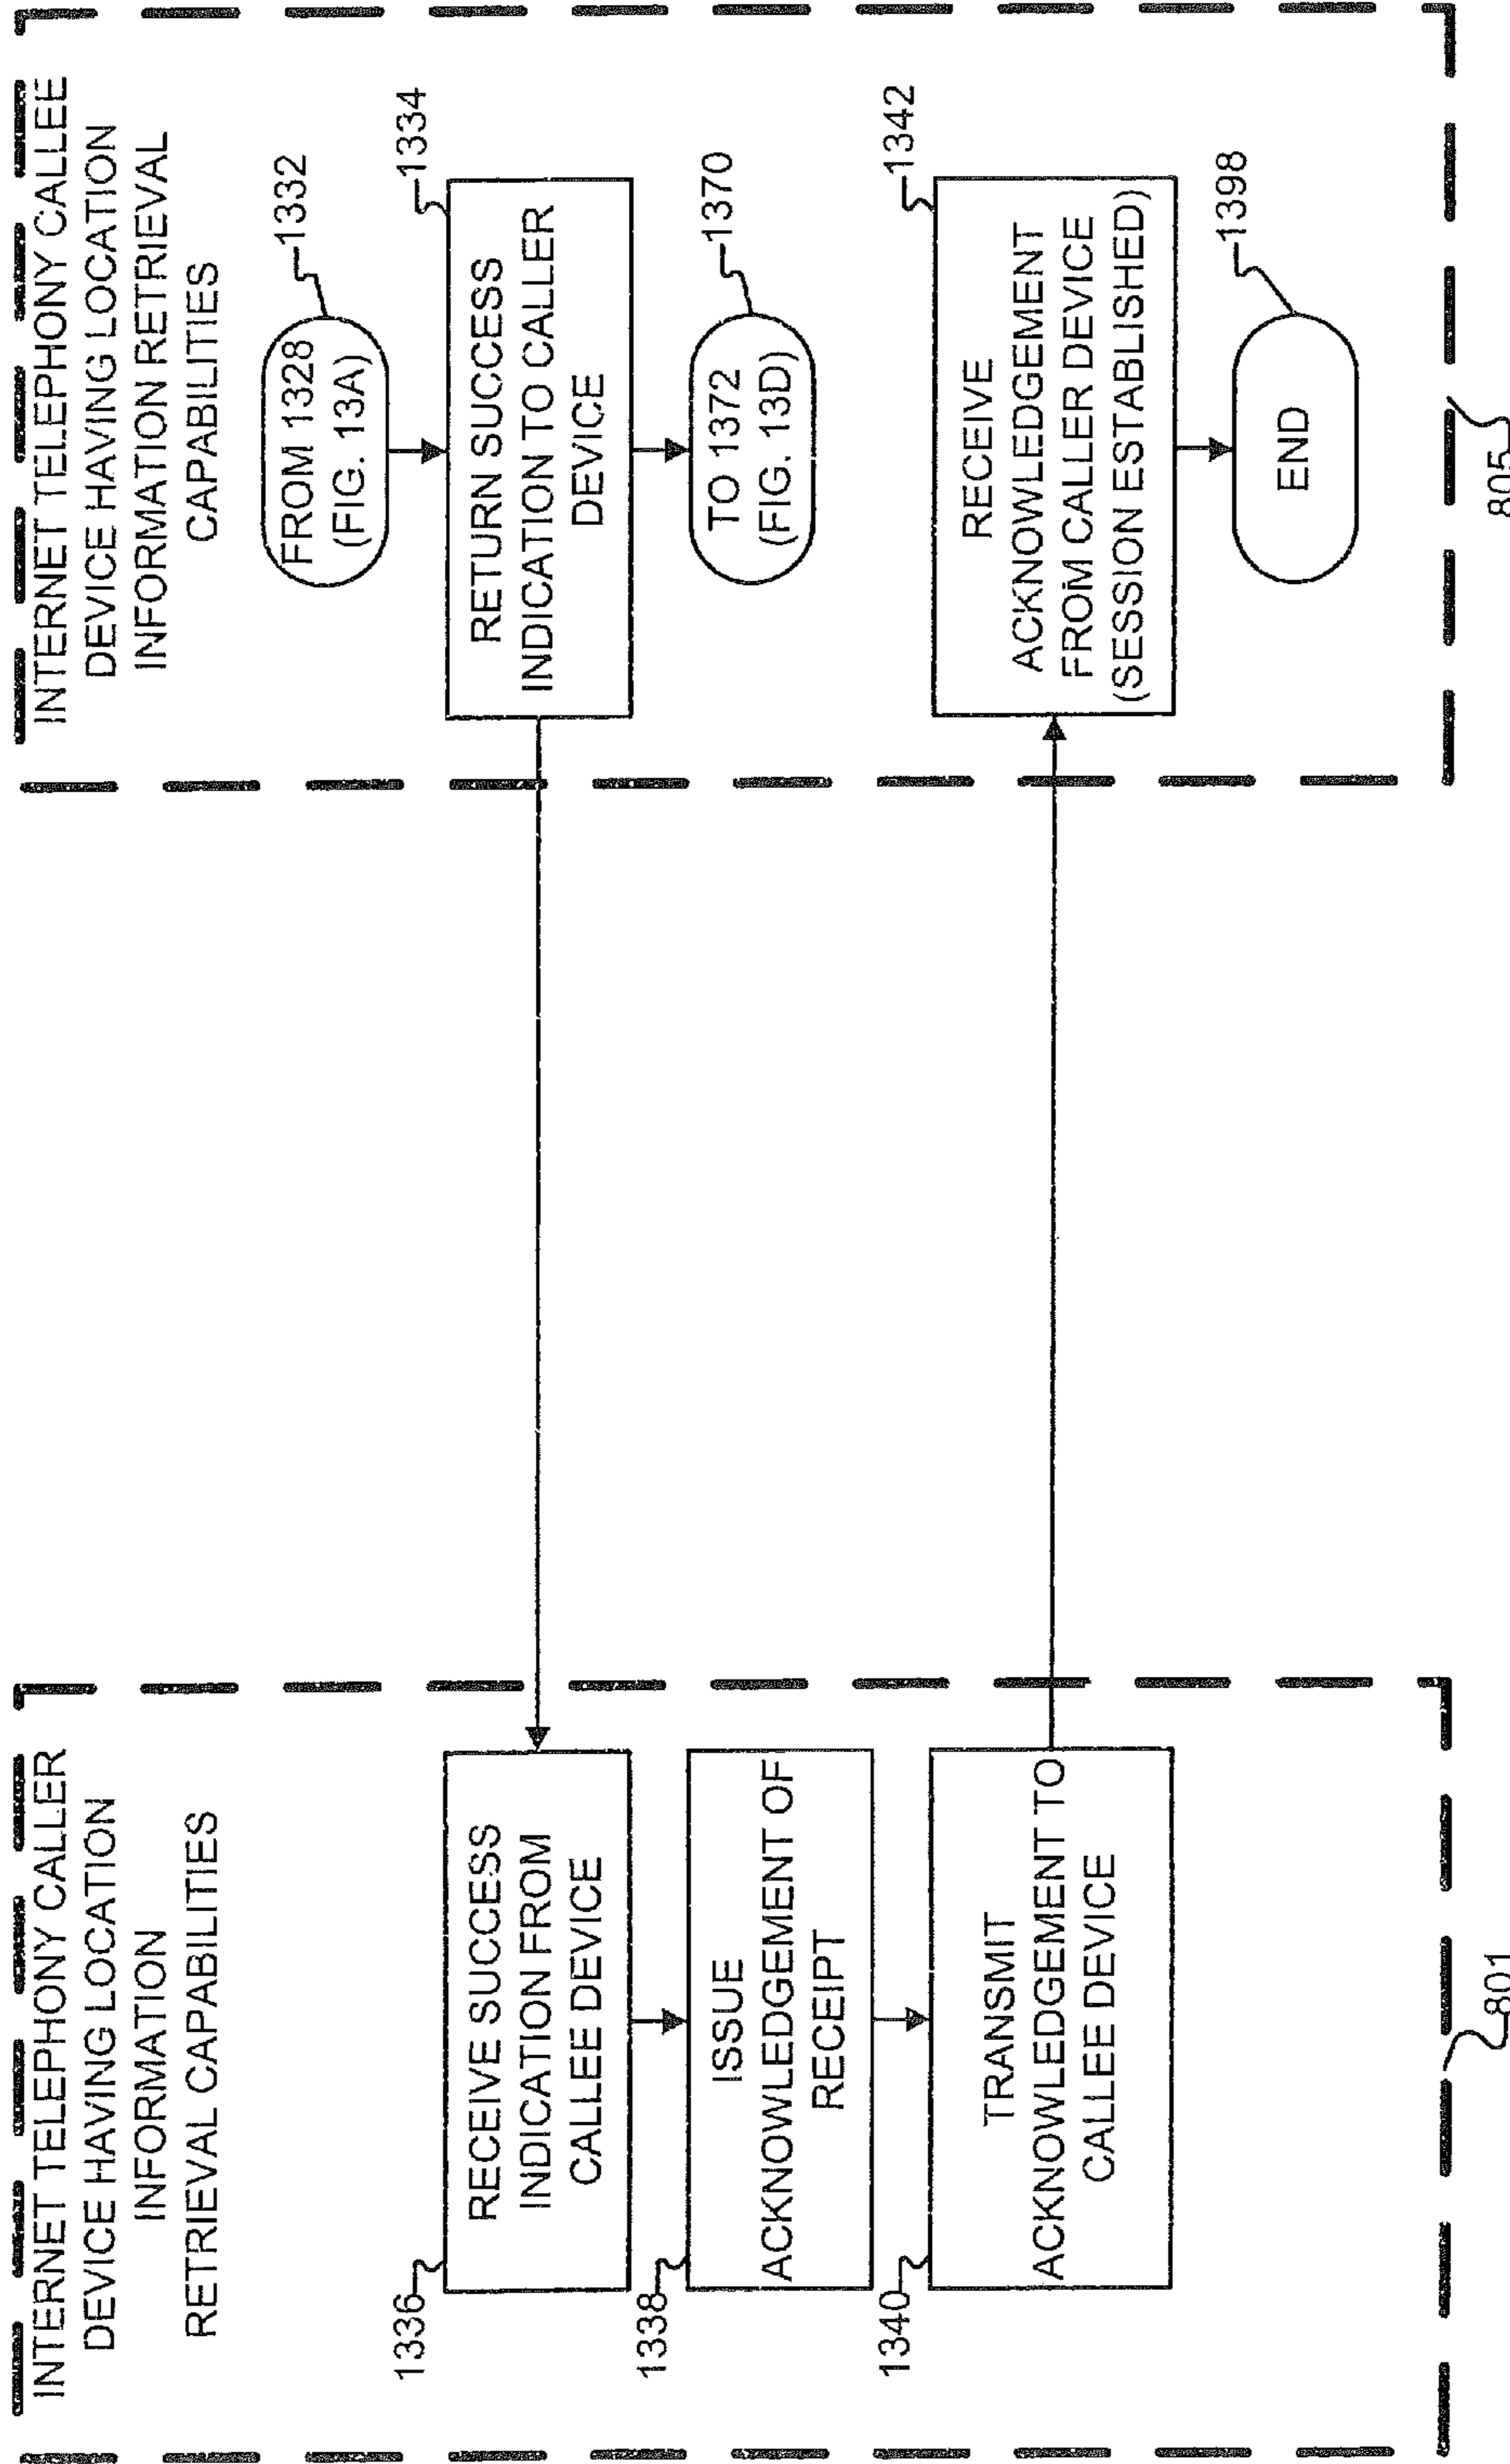 INTERNET TELEPHONY CALLER
DEVICE HAVING LOCATION
INFORMATION
RETRIEVAL CAPABILITIES
1336
RECEIVE SUCCESS
INDICATION FROM
CALLEE DEVICE
1338
ISSUE
ACKNOWLEDGEMENT OF
RECEIPT
1340
TRANSMIT
ACKNOWLEDGEMENT TO
CALLEE DEVICE
801
INTERNET TELEPHONY CALLEE
DEVICE HAVING LOCATION
INFORMATION RETRIEVAL
CAPABILITIES
1332
FROM 1328
(FIG. 13A)
1334
RETURN SUCCESS
INDICATION TO CALLER
DEVICE
1370
TO 1372
(FIG. 13D)
1342
RECEIVE
ACKNOWLEDGMENT
FROM CALLER DEVICE
(SESSION ESTABLISHED)
1398
END
805